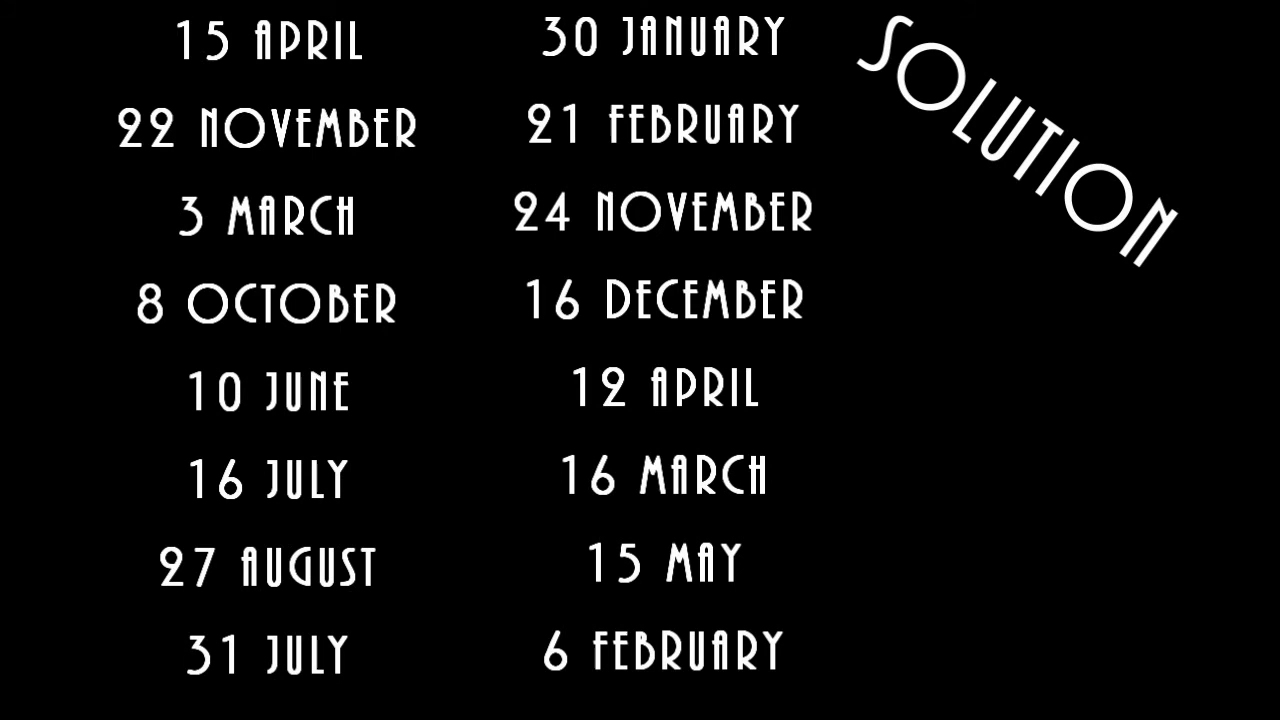 15 APRIL
22 NOVEMBER
3 MARCH
8 OCTOBER
10 JUNE
16 JULY
27 AUGUST
31 JULY
30 JANUARY
21 FEBRUARY
24 NOVEMBER
16 DECEMBER
12 APRIL
16 MARCH
15 MAY
6 FEBRUARY
SOLUTION